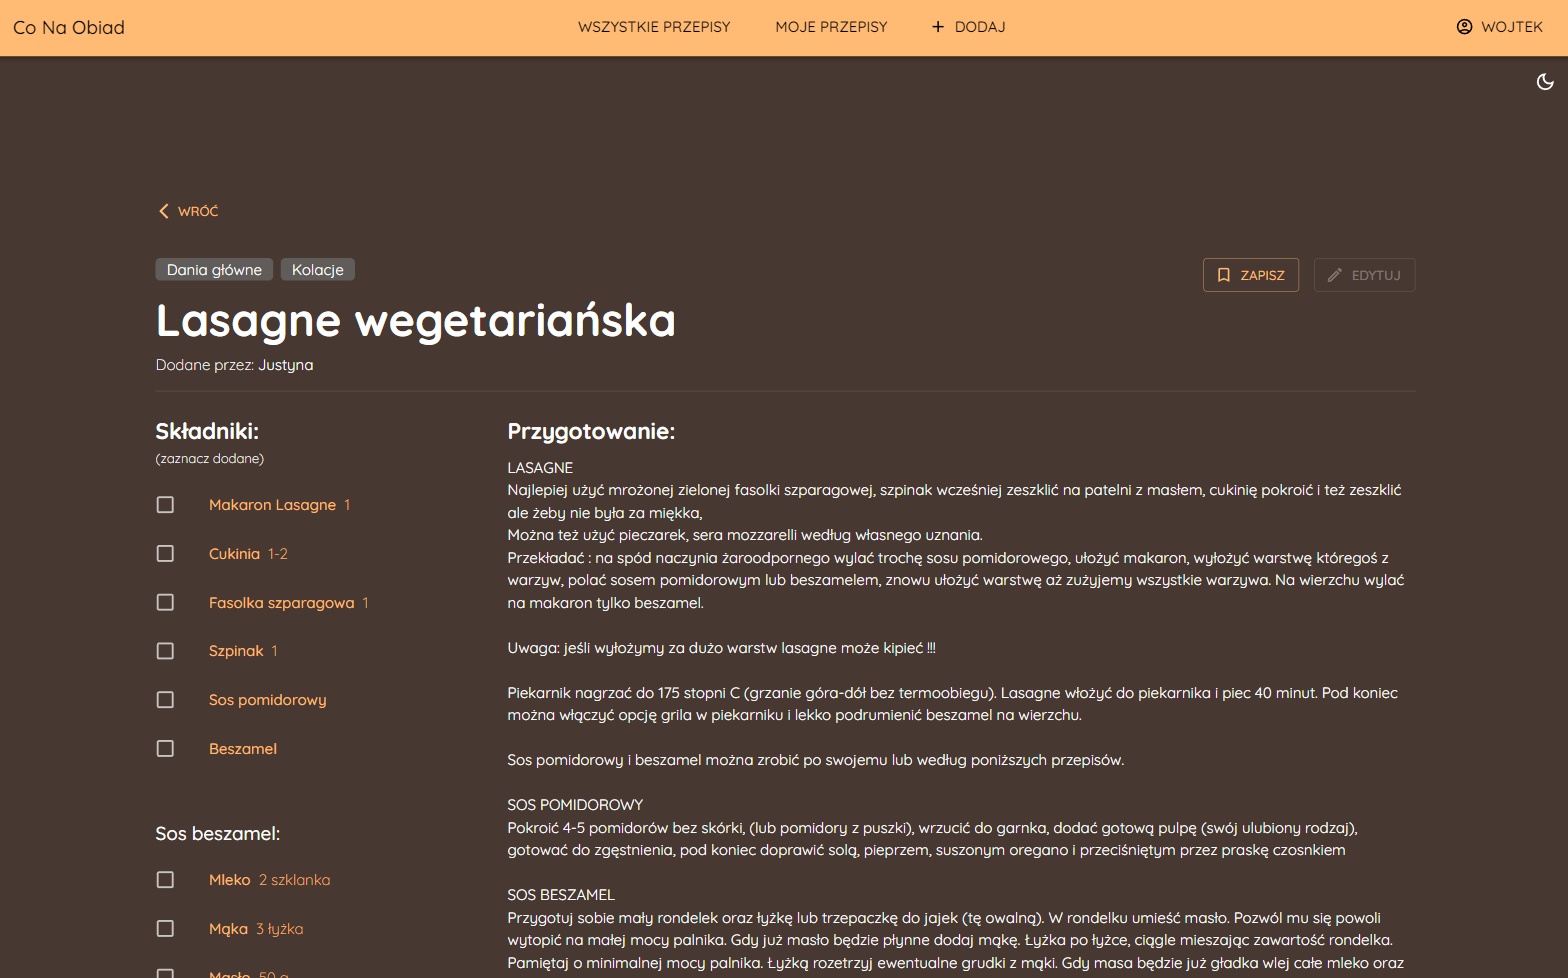 Co Na Obiad
WSZYSTKIE PRZEPISY
MOJE PRZEPISY
+ DODAJ
WOJTEK
WRÓĆ
Dania główne
Kolacje
ZAPISZ
EDYTUJ
Lasagne wegetariańska
Dodane przez: Justyna
Składniki:
(zaznacz dodane)
Makaron Lasagne 1
Cukinia 1-2
Fasolka szparagowa 1
Szpinak 1
Sos pomidorowy
Beszamel
Sos beszamel:
Mleko 2 szklanka
Mąka 3 łyżka
Masło 50 g
Przygotowanie:
LASAGNE
Najlepiej użyć mrożonej zielonej fasolki szparagowej, szpinak wcześniej zeszklić na patelni z masłem, cukinię pokroić i też zeszklić
ale żeby nie była za miękka,
Można też użyć pieczarek, sera mozzarelli według własnego uznania.
Przekładać : na spód naczynia żaroodpornego wylać trochę sosu pomidorowego, ułożyć makaron, wyłożyć warstwę któregoś z
warzyw, polać sosem pomidorowym lub beszamelem, znowu ułożyć warstwę aż zużyjemy wszystkie warzywa. Na wierzchu wylać
na makaron tylko beszamel.
Uwaga: jeśli wyłożymy za dużo warstw lasagne może kipieć !!!
Piekarnik nagrzać do 175 stopni C (grzanie góra-dół bez termoobiegu). Lasagne włożyć do piekarnika i piec 40 minut. Pod koniec
można włączyć opcję grila w piekarniku i lekko podrumienić beszamel na wierzchu.
Sos pomidorowy i beszamel można zrobić po swojemu lub według poniższych przepisów.
SOS POMIDOROWY
Pokroić 4-5 pomidorów bez skórki, (lub pomidory z puszki), wrzucić do garnka, dodać gotową pulpę (swój ulubiony rodzaj),
gotować do zgęstnienia, pod koniec doprawić solą, pieprzem, suszonym oregano i przeciśniętym przez praskę czosnkiem
SOS BESZAMEL
Przygotuj sobie mały rondelek oraz łyżkę lub trzepaczkę do jajek (tę owalną). W rondelku umieść masło. Pozwól mu się powoli
wytopić na małej mocy palnika. Gdy już masło będzie płynne dodaj mąkę. Łyżka po łyżce, ciągle mieszając zawartość rondelka.
Pamiętaj o minimalnej mocy palnika. Łyżką rozetrzyj ewentualne grudki z mąki. Gdy masa będzie już gładka wlej całe mleko oraz